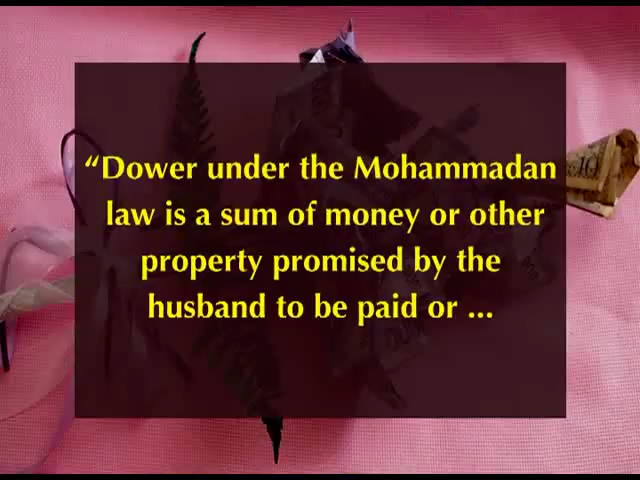 “Dower under the Mohammadan
law is a sum of money or other
property promised by the
husband to be paid or ...